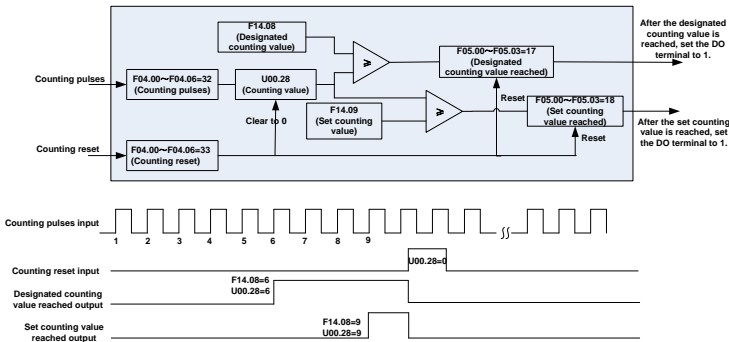 F14.08
(Designated
counting value)
After the designated
counting value is
reached, set the DO
terminal to 1.
F05.00～F05.03=17
(Designated
counting value reached)
≥
Counting pulses
F04.00～F04.06=32
(Counting pulses)
U00.28
(Counting value)
F14.09
(Set counting
value)
≥
Reset
F05.00～F05.03=18
(Set counting
value reached)
After the set counting
value is reached, set
the DO terminal to 1.
Clear to 0
Reset
Counting reset
F04.00～F04.06=33
(Counting reset)
Counting pulses input
1 2 3 4 5 6 7 8 9
Counting reset input
U00.28=0
Designated counting
value reached output
F14.08=6
U00.28=6
Set counting value
reached output
F14.08=9
U00.28=9